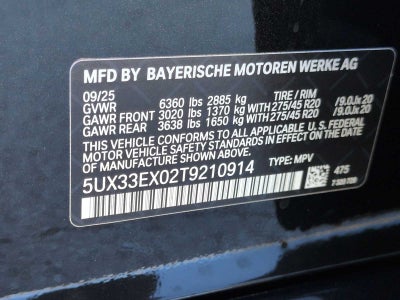 MFD BY BAYERISCHE MOTOREN WERKE AG
09/25 TIRE / RIM
GVWR 6360 lbs 2885 kg
GAWR FRONT 3020 lbs 1370 kg WITH 275/45 R20 /9.0Jx20
GAWR REAR 3638 lbs 1650 kg WITH 275/45 R20 /9.0Jx20
THIS VEHICLE CONFORMS TO ALL APPLICABLE U.S. FEDERAL
MOTOR VEHICLE SAFETY STANDARDS IN EFFECT ON THE DATE
OF MANUFACTURE SHOWN ABOVE.
5UX33EX02T9210914 TYPE: MPV
475